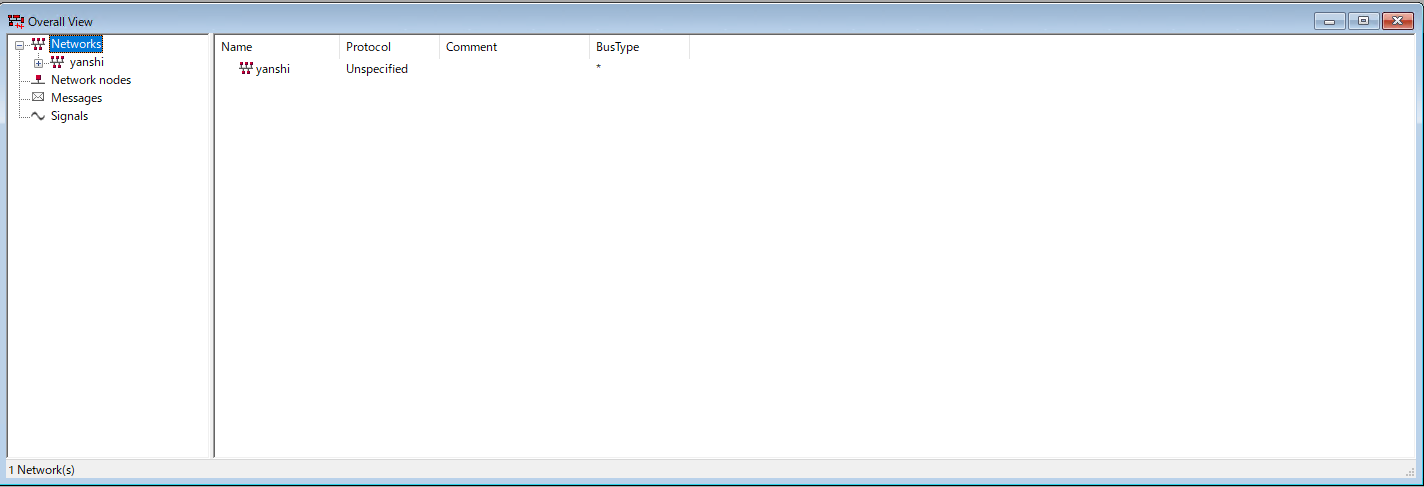 Overall View
Networks
yanshi
Network nodes
Messages
Signals
Name Protocol Comment BusType
yanshi Unspecified *
1 Network(s)